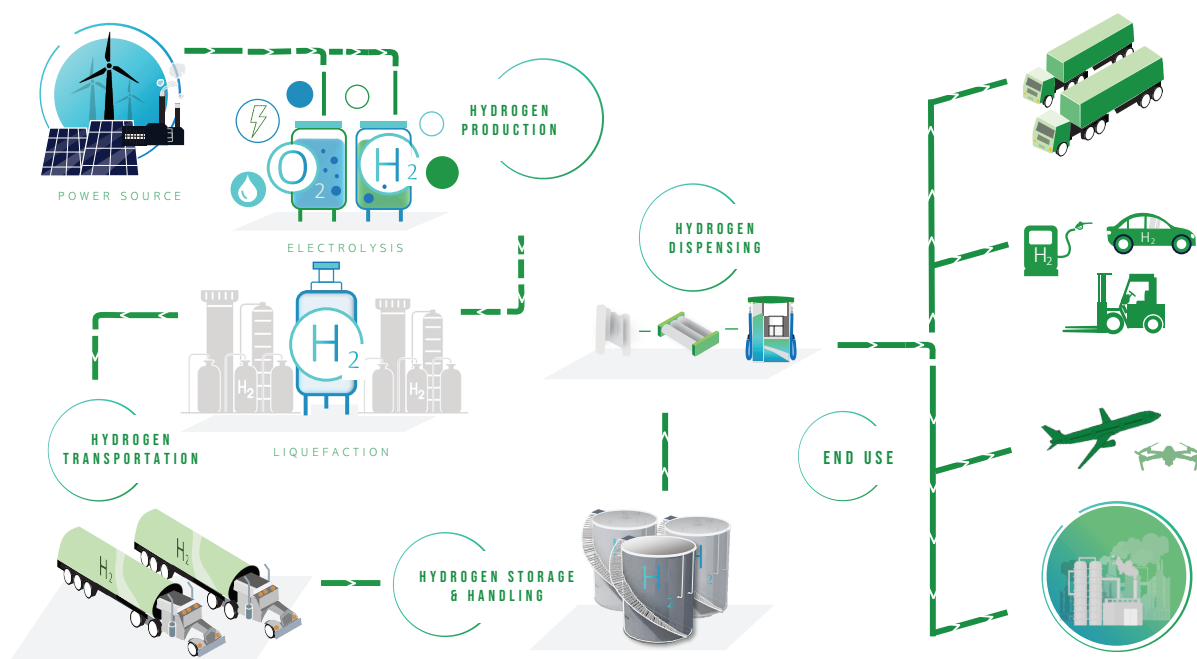 HYDROGEN
PRODUCTION
O2
H2
POWER SOURCE
ELECTROLYSIS
HYDROGEN
DISPENSING
H2
H2
H2
H2
H2
LIQUEFACTION
HYDROGEN
TRANSPORTATION
END USE
H2
H2
HYDROGEN STORAGE
& HANDLING
H2
H2